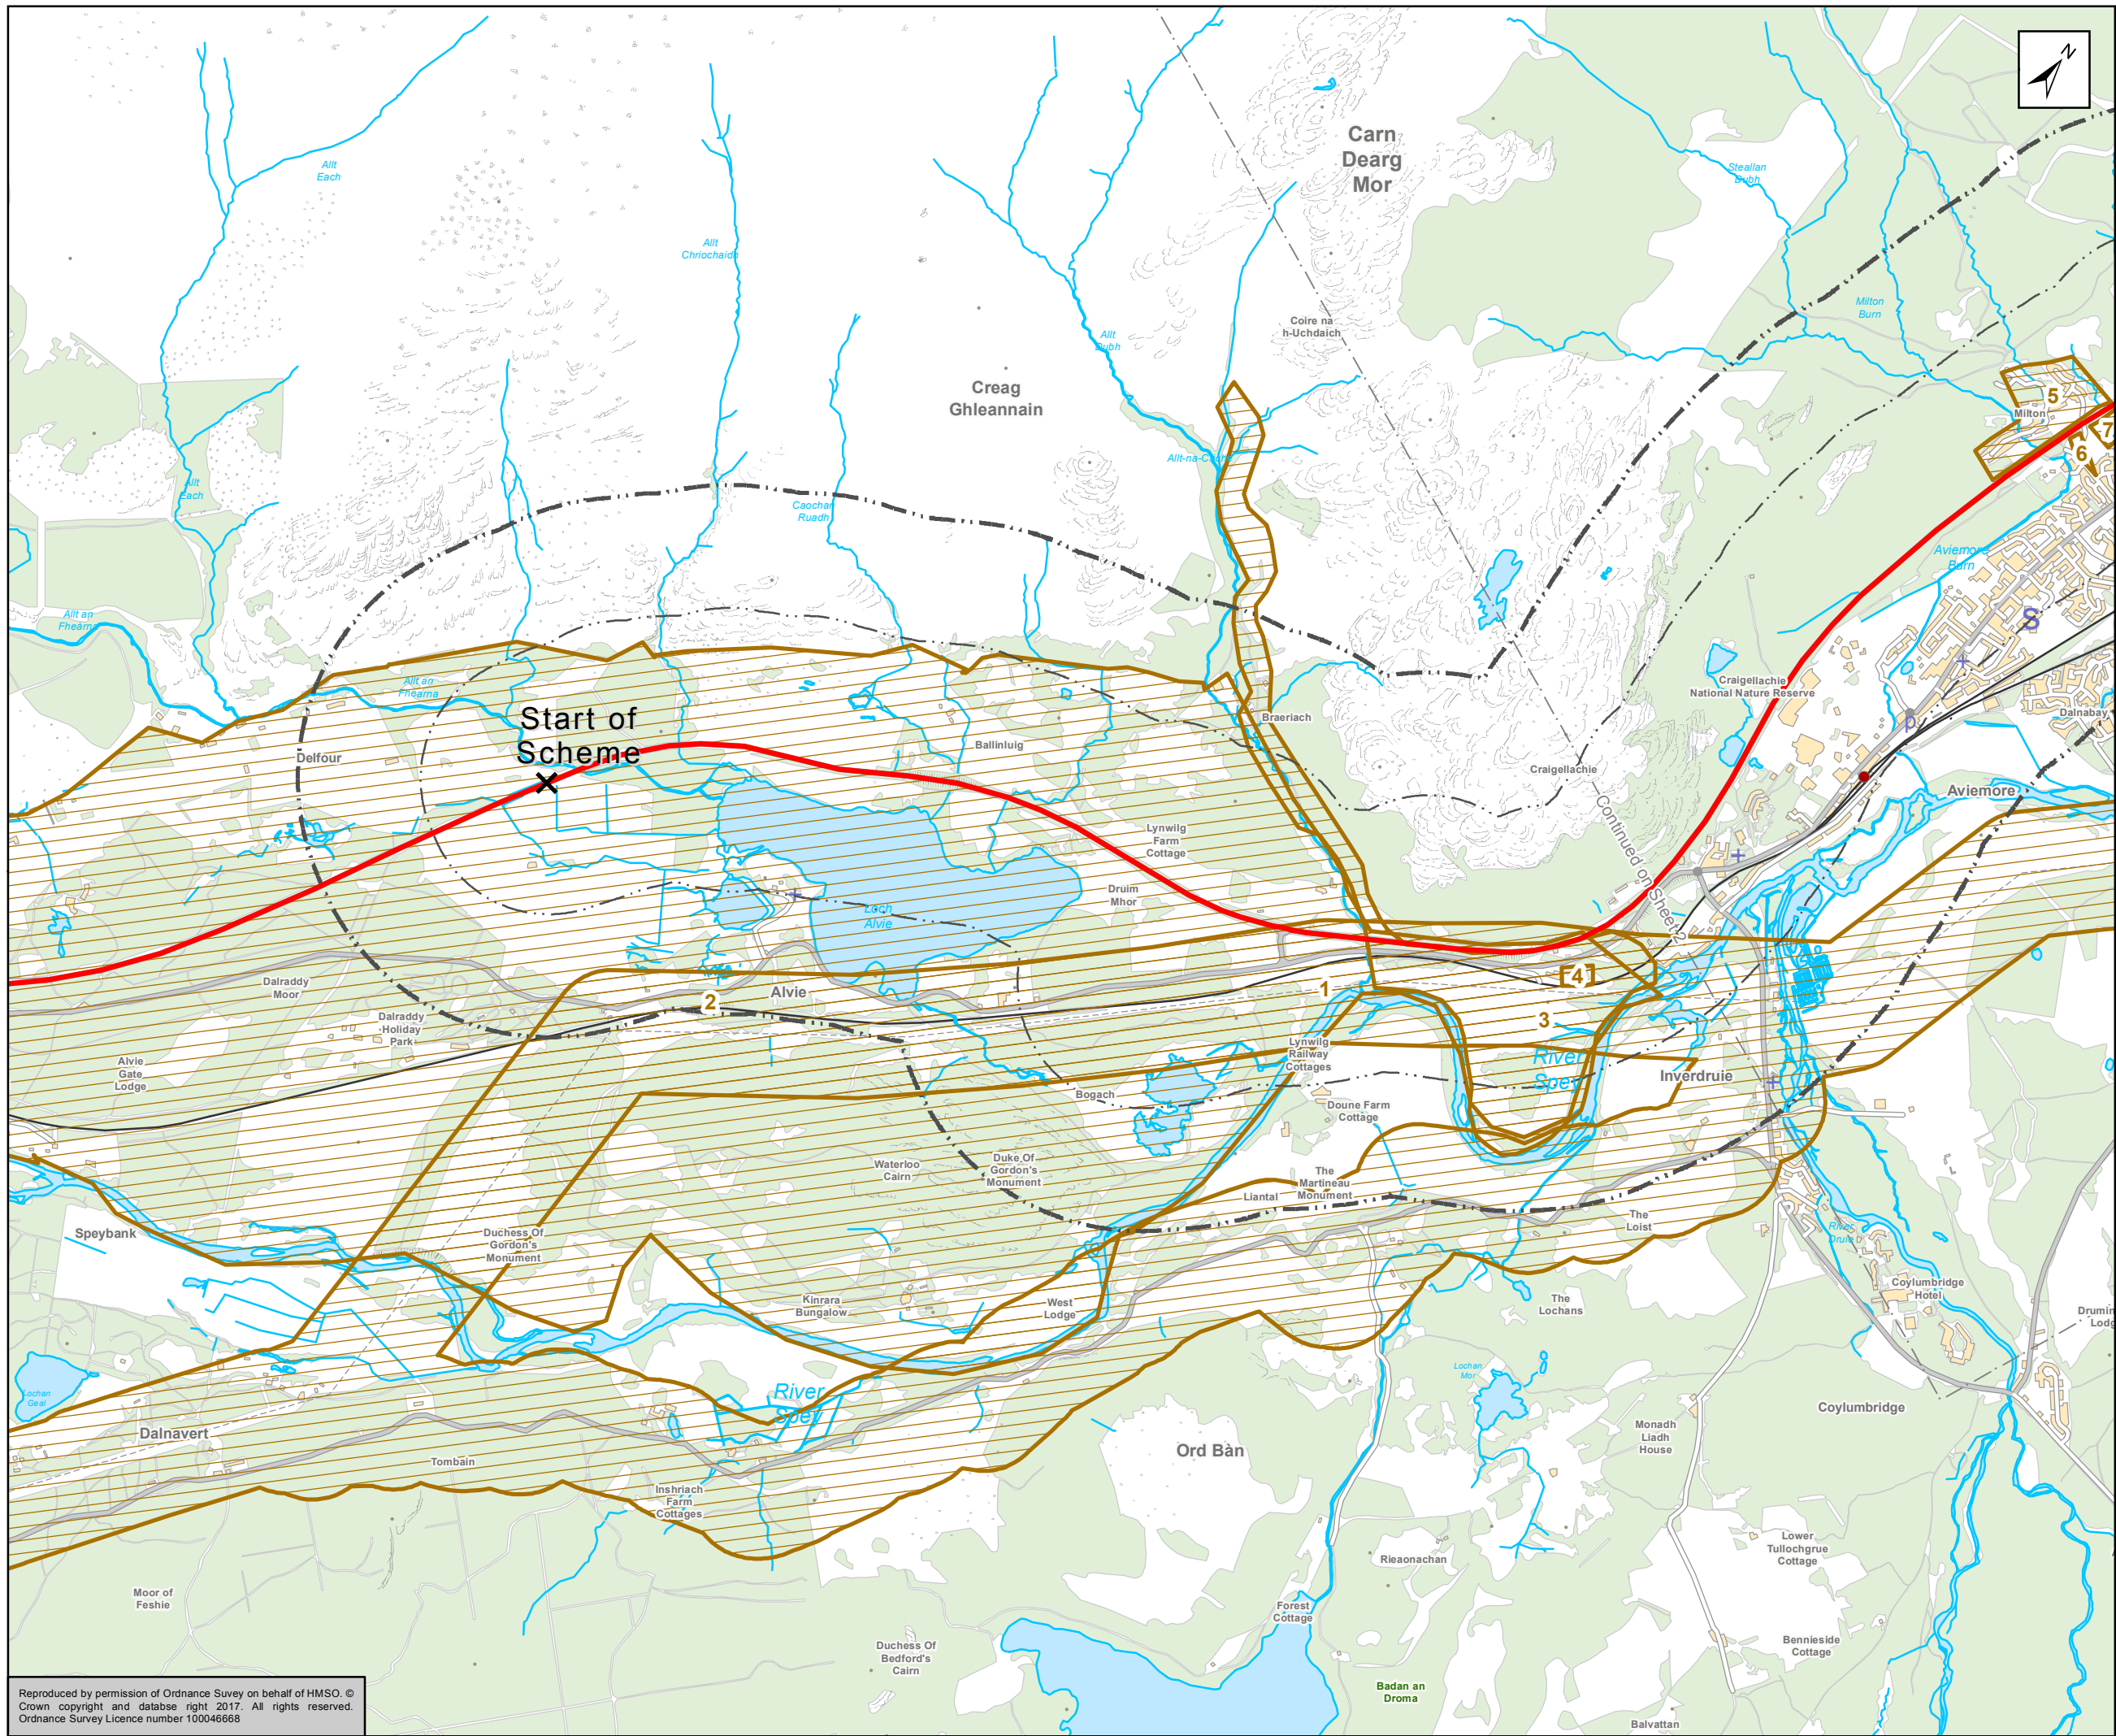 N
Carn
Dearg
Mor
Allt
Each
Steallan
Dubh
Allt
Chriochaidh
Milton
Burn
Coire na
h-Uchdaich
Allt
Dubh
Creag
Ghleannain
5
Milton
7
6
Allt-na-Criche
Allt
Each
Caochan
Ruadh
Aviemore
Burn
S
Allt an
Fhearna
Allt an
Fhearna
Craigellachie
National Nature Reserve
Dalnabay
p
Start of
Scheme
Braeriach
Ballinluig
Delfour
Craigellachie
Aviemore
Continued on Sheet 2
Lynwilg
Farm
Cottage
Druim
Mhor
Loch
Alvie
4
Dalraddy
Moor
Alvie
2
1
3
Dalraddy
Holiday
Park
Lynwilg
Railway
Cottages
River
Spey
Alvie
Gate
Lodge
Inverdruie
Bogach
Doune Farm
Cottage
Waterloo
Cairn
Duke Of
Gordon's
Monument
The
Martineau
Monument
Liantal
The
Loist
Speybank
Duchess Of
Gordon's
Monument
River
Druie
Coylumbridge
Hotel
Kinrara
Bungalow
West
Lodge
The
Lochans
Lochan
Mor
Lochan
Geal
River
Spey
Coylumbridge
Dalnavert
Ord Bàn
Monadh
Liadh
House
Tombain
Inshriach
Farm
Cottages
Lower
Tullochgrue
Cottage
Rieaonachan
Moor of
Feshie
Forest
Cottage
Duchess Of
Bedford's
Cairn
Bennieside
Cottage
Badan an
Droma
Balvattan
Reproduced by permission of Ordnance Suvey on behalf of HMSO. ©
Crown copyright and databse right 2017. All rights reserved.
Ordnance Survey Licence number 100046668